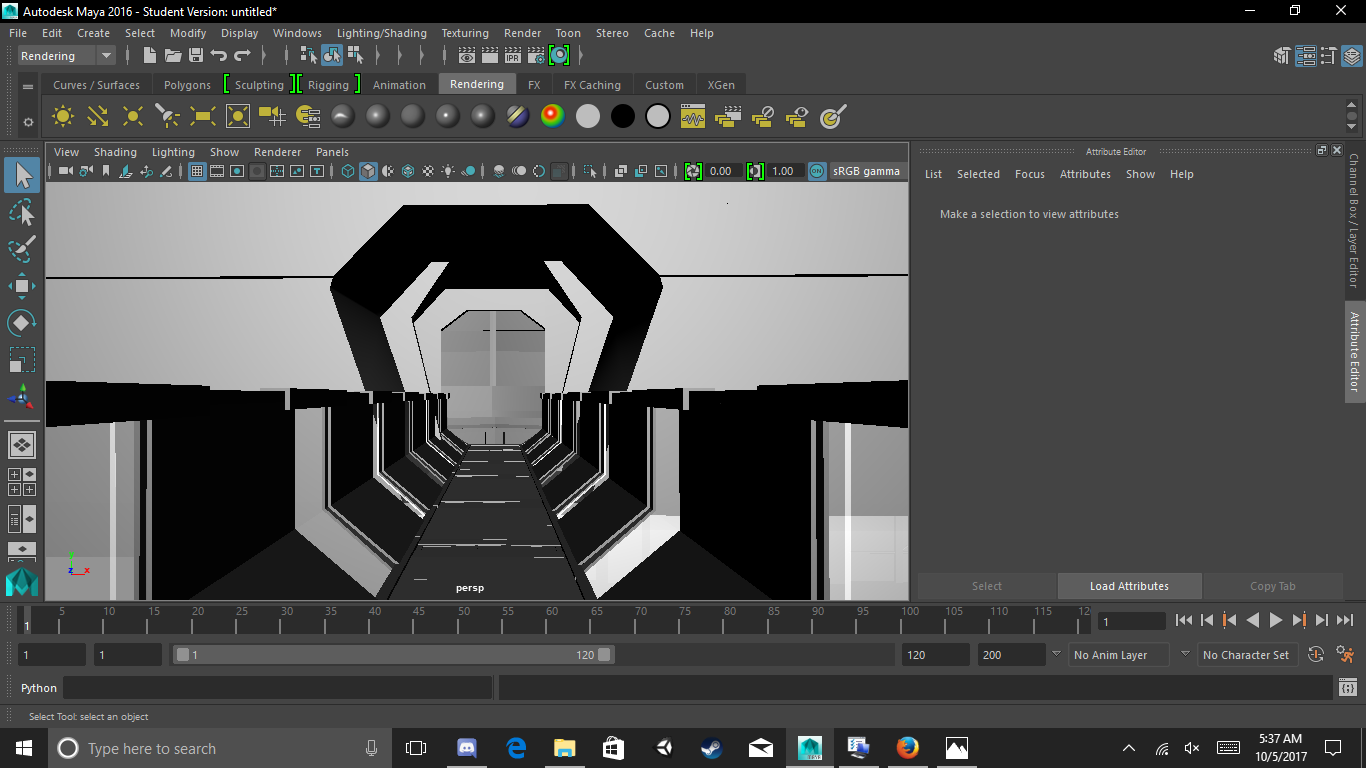 Autodesk Maya 2016 - Student Version: untitled*
File Edit Create Select Modify Display Windows Lighting/Shading Texturing Render Toon Stereo Cache Help
Rendering
Curves / Surfaces Polygons Sculpting Rigging Animation Rendering FX FX Caching Custom XGen
View Shading Lighting Show Renderer Panels
0.00 1.00 ON sRGB gamma
Attribute Editor
List Selected Focus Attributes Show Help
Make a selection to view attributes
Channel Box / Layer Editor
Attribute Editor
IPR
y
z x
persp
Select Load Attributes Copy Tab
5 10 15 20 25 30 35 40 45 50 55 60 65 70 75 80 85 90 95 100 105 110 115 12
1
1
1 1 1 120 120 200 No Anim Layer No Character Set
Python
Select Tool: select an object
Type here to search
5:37 AM
10/5/2017